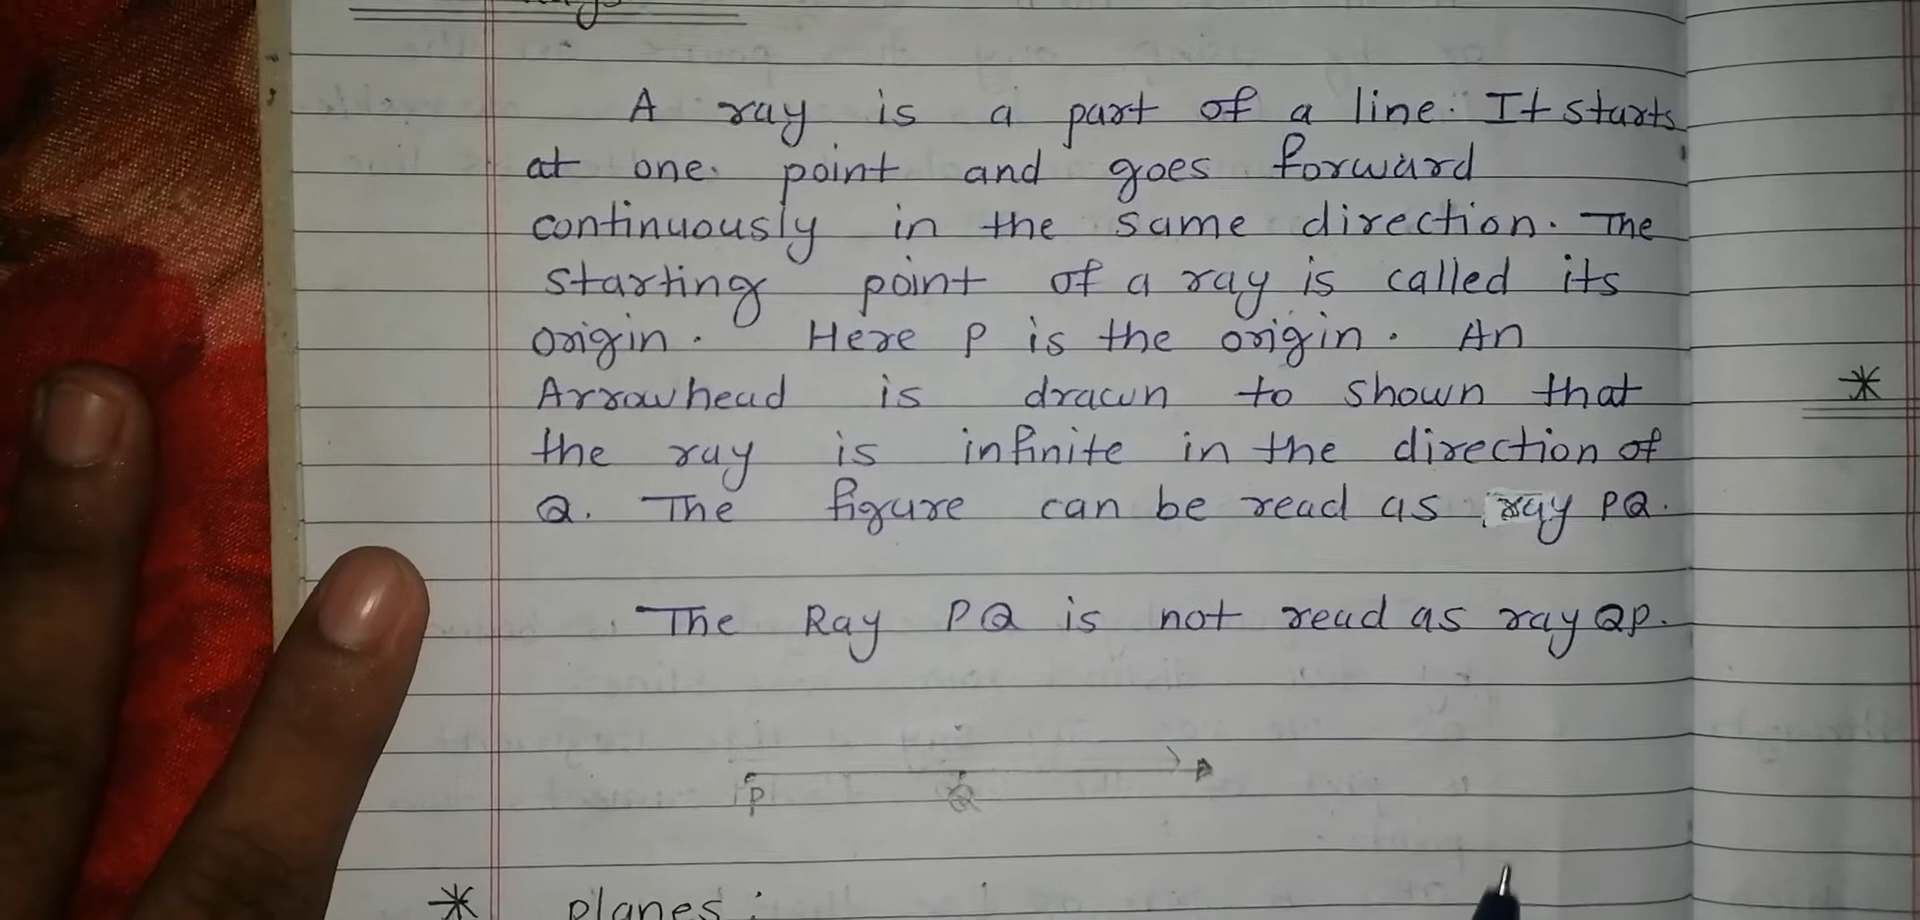 A ray is a part of a line. It starts
at one point and goes forward
continuously in the same direction. The
starting point of a ray is called its
origin. Here P is the origin. An
Arrowhead is drawn to shown that
the ray is infinite in the direction of
Q. The figure can be read as ray PQ.
The Ray PQ is not read as ray QP.
P Q
* planes :
*